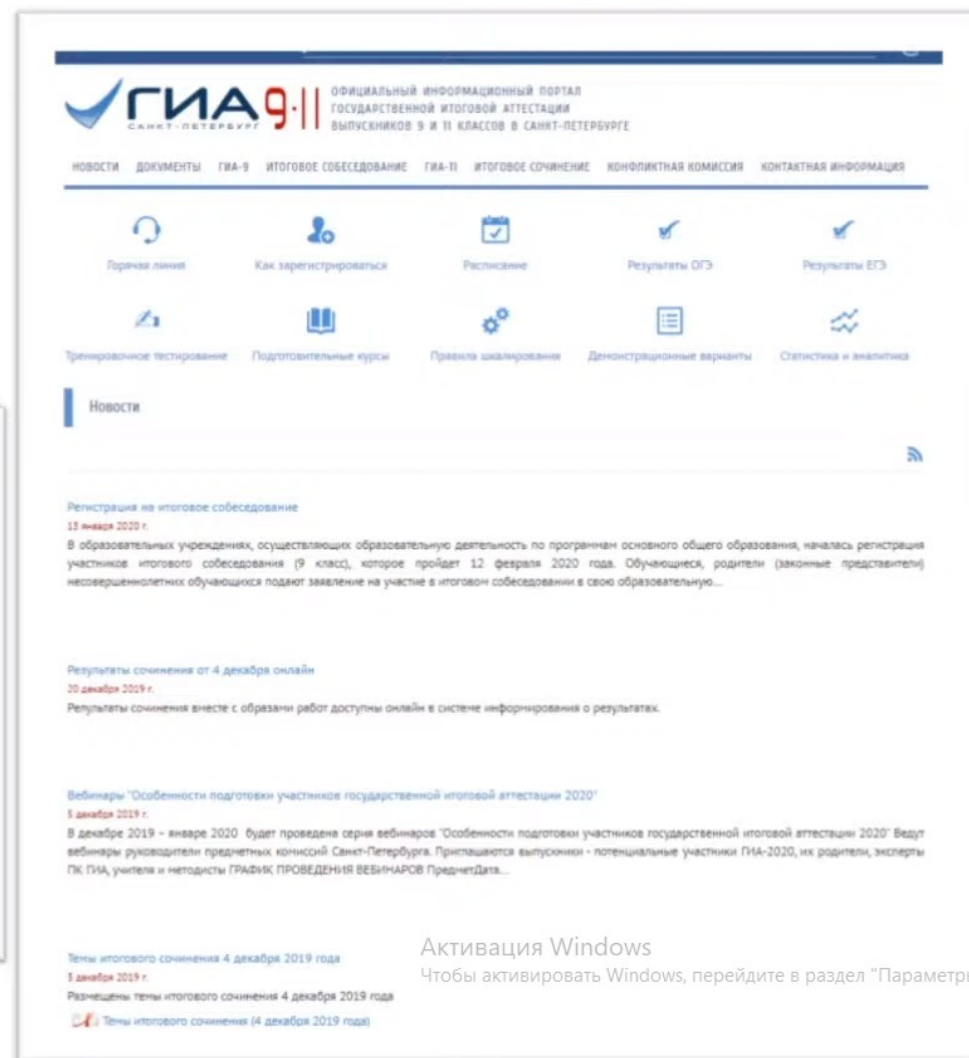 ГИА 9·11
САНКТ-ПЕТЕРБУРГ
ОФИЦИАЛЬНЫЙ ИНФОРМАЦИОННЫЙ ПОРТАЛ
ГОСУДАРСТВЕННОЙ ИТОГОВОЙ АТТЕСТАЦИИ
ВЫПУСКНИКОВ 9 И 11 КЛАССОВ В САНКТ-ПЕТЕРБУРГЕ
НОВОСТИ ДОКУМЕНТЫ ГИА-9 ИТОГОВОЕ СОБЕСЕДОВАНИЕ ГИА-11 ИТОГОВОЕ СОЧИНЕНИЕ КОНФЛИКТНАЯ КОМИССИЯ КОНТАКТНАЯ ИНФОРМАЦИЯ
Горячая линия Как зарегистрироваться Расписание Результаты ОГЭ Результаты ЕГЭ
Тренировочное тестирование Подготовительные курсы Правила шкалирования Демонстрационные варианты Статистика и аналитика
Новости
Регистрация на итоговое собеседование
13 января 2020 г.
В образовательных учреждениях, осуществляющих образовательную деятельность по программам основного общего образования, началась регистрация
участников итогового собеседования (9 класс), которое пройдет 12 февраля 2020 года. Обучающиеся, родители (законные представители)
несовершеннолетних обучающихся подают заявление на участие в итоговом собеседовании в свою образовательную...
Результаты сочинения от 4 декабря онлайн
20 декабря 2019 г.
Результаты сочинения вместе с образами работ доступны онлайн в системе информирования о результатах.
Вебинары "Особенности подготовки участников государственной итоговой аттестации 2020"
5 декабря 2019 г.
В декабре 2019 – январе 2020 будет проведена серия вебинаров "Особенности подготовки участников государственной итоговой аттестации 2020" Ведут
вебинары руководители предметных комиссий Санкт-Петербурга. Приглашаются выпускники - потенциальные участники ГИА-2020, их родители, эксперты
ПК ГИА, учителя и методисты ГРАФИК ПРОВЕДЕНИЯ ВЕБИНАРОВ ПредметДата...
Темы итогового сочинения 4 декабря 2019 года
5 декабря 2019 г.
Размещены темы итогового сочинения 4 декабря 2019 года
Темы итогового сочинения (4 декабря 2019 года)
Активация Windows
Чтобы активировать Windows, перейдите в раздел "Параметры